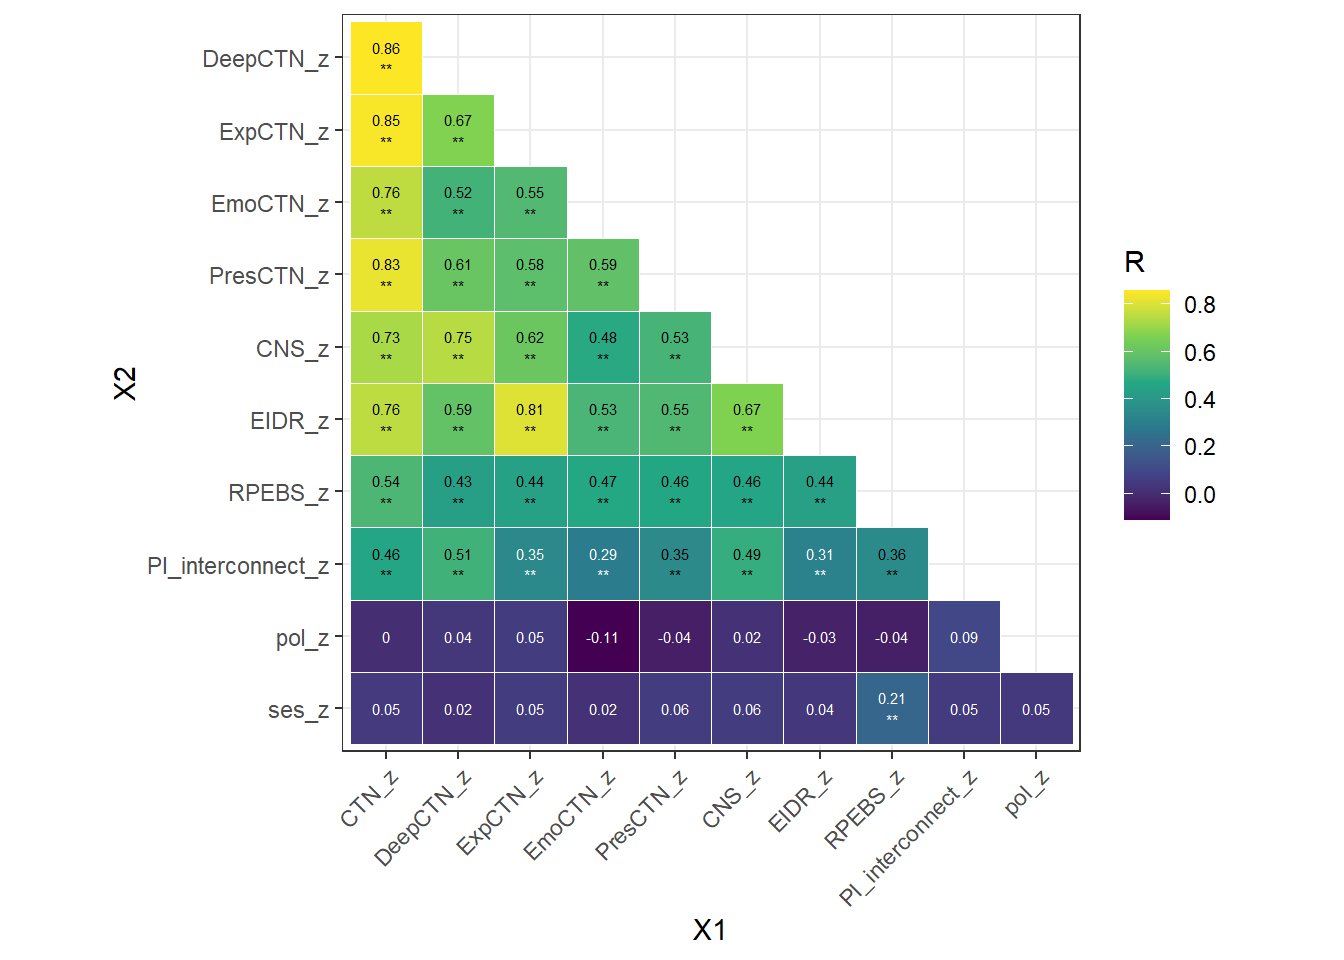 DeepCTN_z
0.86
**
ExpCTN_z
0.85 0.67
** **
EmoCTN_z
0.76 0.52 0.55
** ** **
PresCTN_z
0.83 0.61 0.58 0.59
** ** ** **
CNS_z
0.73 0.75 0.62 0.48 0.53
** ** ** ** **
EIDR_z
0.76 0.59 0.81 0.53 0.55 0.67
** ** ** ** ** **
RPEBS_z
0.54 0.43 0.44 0.47 0.46 0.46 0.44
** ** ** ** ** ** **
PI_interconnect_z
0.46 0.51 0.35 0.29 0.35 0.49 0.31 0.36
** ** ** ** ** ** ** **
pol_z
0 0.04 0.05 -0.11 -0.04 0.02 -0.03 -0.04 0.09
ses_z
0.05 0.02 0.05 0.02 0.06 0.06 0.04 0.21 0.05 0.05
**
X2
CTN_z
DeepCTN_z
ExpCTN_z
EmoCTN_z
PresCTN_z
CNS_z
EIDR_z
RPEBS_z
PI_interconnect_z
pol_z
X1
R
0.8
0.6
0.4
0.2
0.0